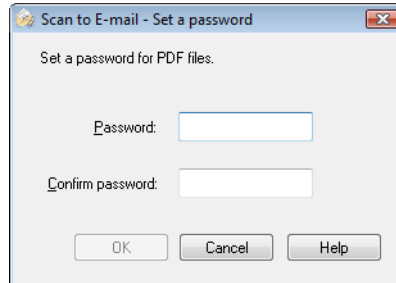 Scan to E-mail - Set a password
Set a password for PDF files.
Password:
Confirm password:
OK Cancel Help